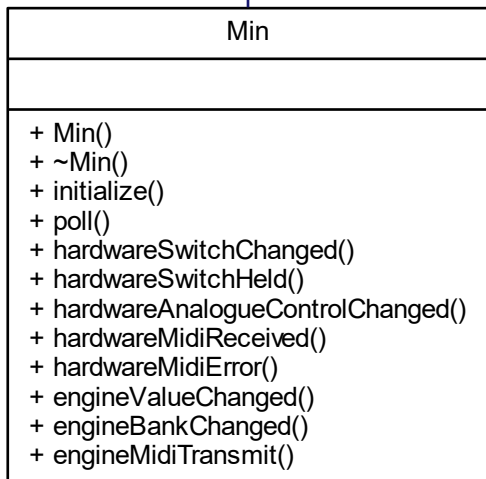 Min
+ Min()
+ ~Min()
+ initialize()
+ poll()
+ hardwareSwitchChanged()
+ hardwareSwitchHeld()
+ hardwareAnalogueControlChanged()
+ hardwareMidiReceived()
+ hardwareMidiError()
+ engineValueChanged()
+ engineBankChanged()
+ engineMidiTransmit()